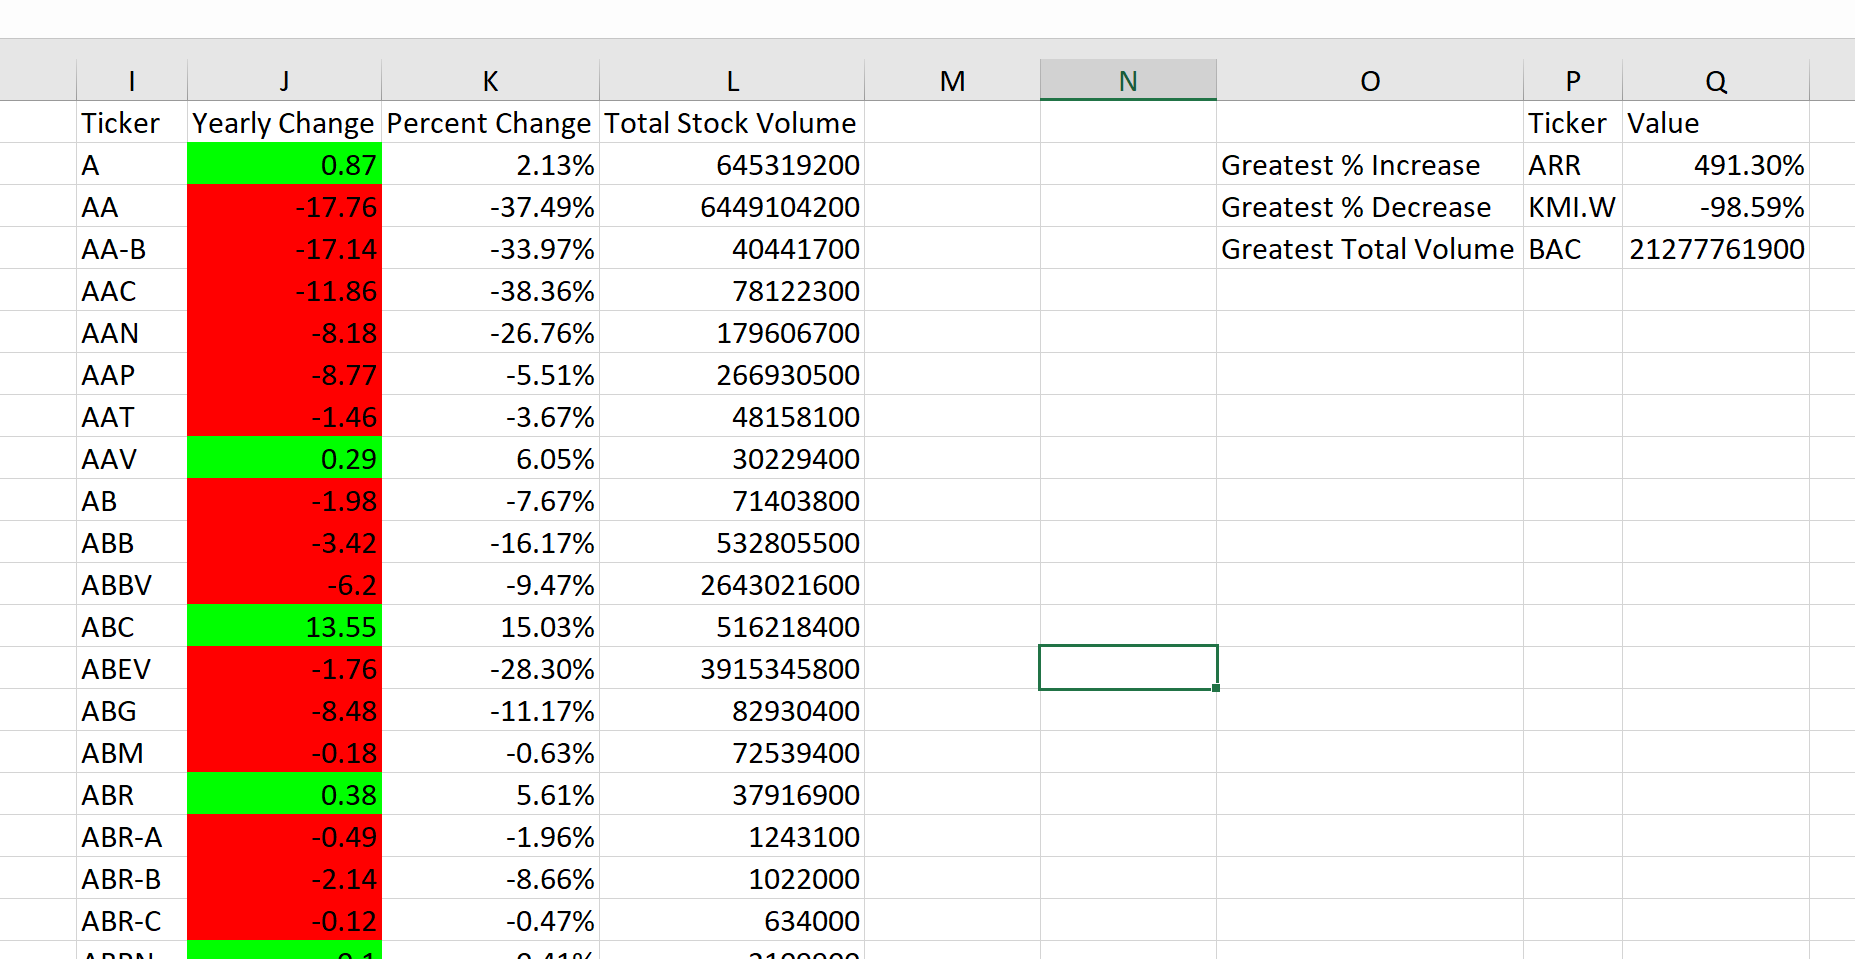 I J K L M N O P Q
Ticker Yearly Change Percent Change Total Stock Volume Ticker Value
A 0.87 2.13% 645319200 Greatest % Increase ARR 491.30%
AA -17.76 -37.49% 6449104200 Greatest % Decrease KMI.W -98.59%
AA-B -17.14 -33.97% 40441700 Greatest Total Volume BAC 21277761900
AAC -11.86 -38.36% 78122300
AAN -8.18 -26.76% 179606700
AAP -8.77 -5.51% 266930500
AAT -1.46 -3.67% 48158100
AAV 0.29 6.05% 30229400
AB -1.98 -7.67% 71403800
ABB -3.42 -16.17% 532805500
ABBV -6.2 -9.47% 2643021600
ABC 13.55 15.03% 516218400
ABEV -1.76 -28.30% 3915345800
ABG -8.48 -11.17% 82930400
ABM -0.18 -0.63% 72539400
ABR 0.38 5.61% 37916900
ABR-A -0.49 -1.96% 1243100
ABR-B -2.14 -8.66% 1022000
ABR-C -0.12 -0.47% 634000